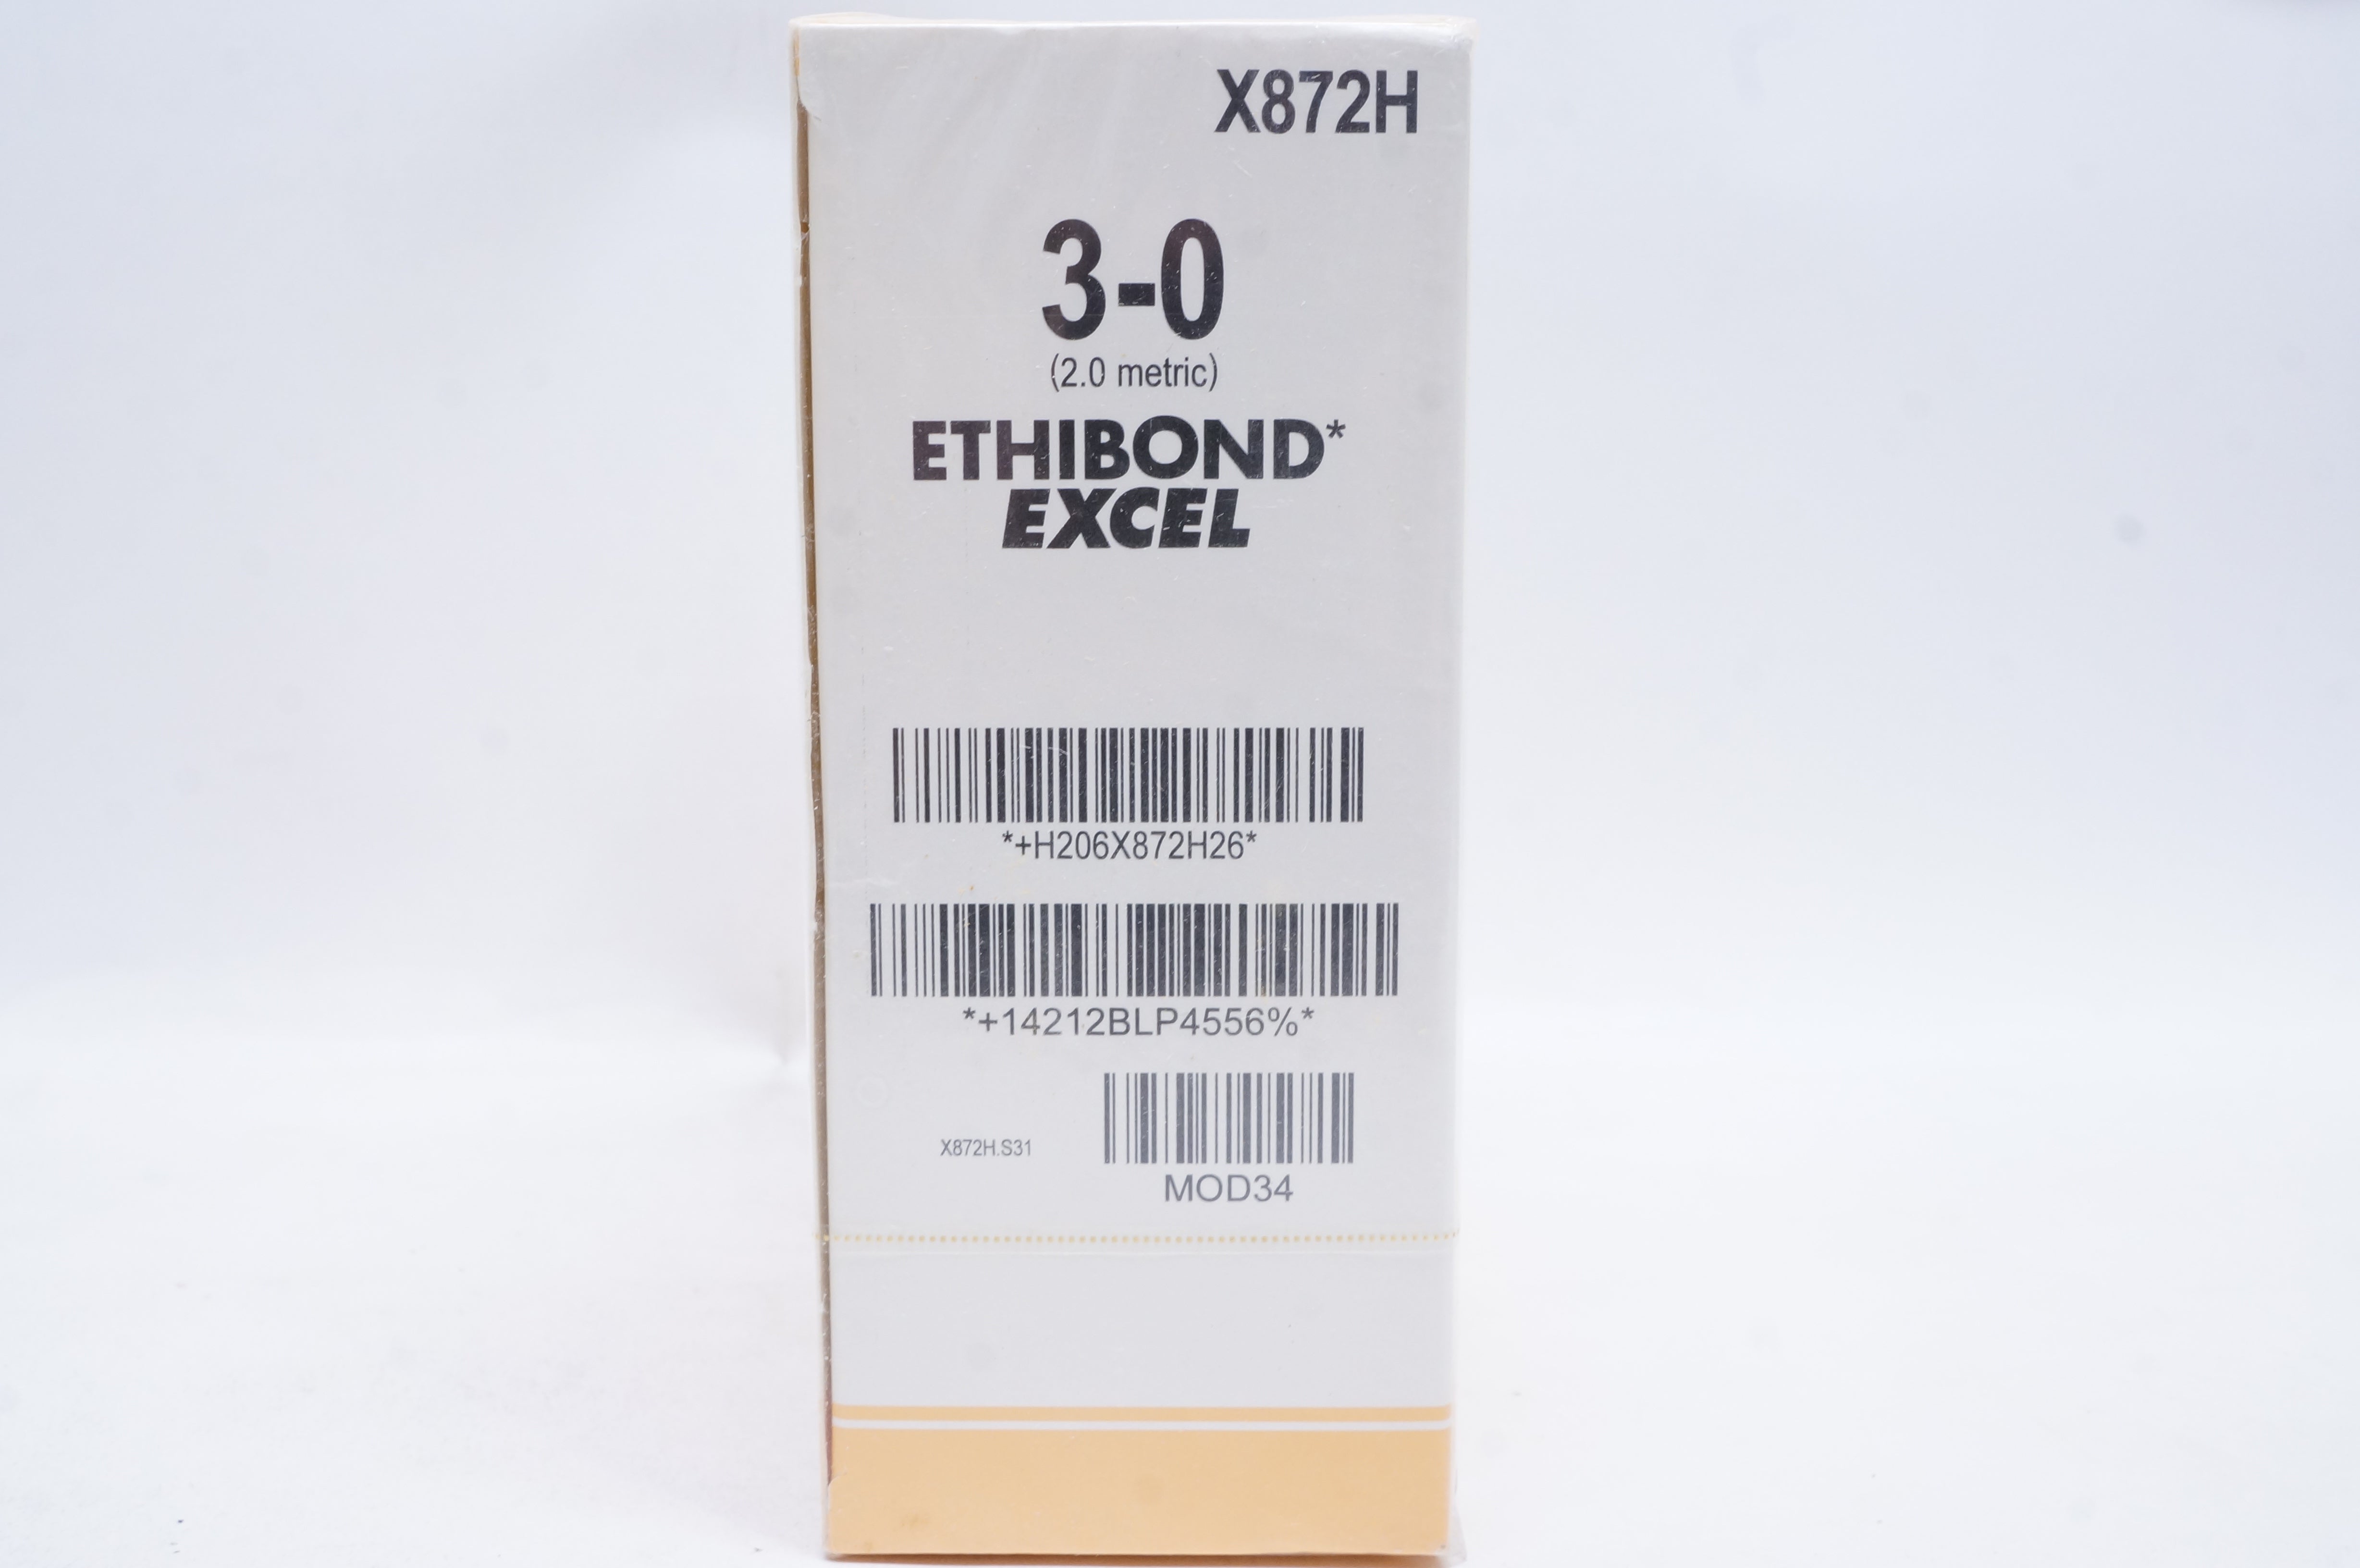 X872H
3-0
(2.0 metric)
ETHIBOND*
EXCEL
*+H206X872H26*
*+14212BLP4556%*
X872H.S31
MOD34